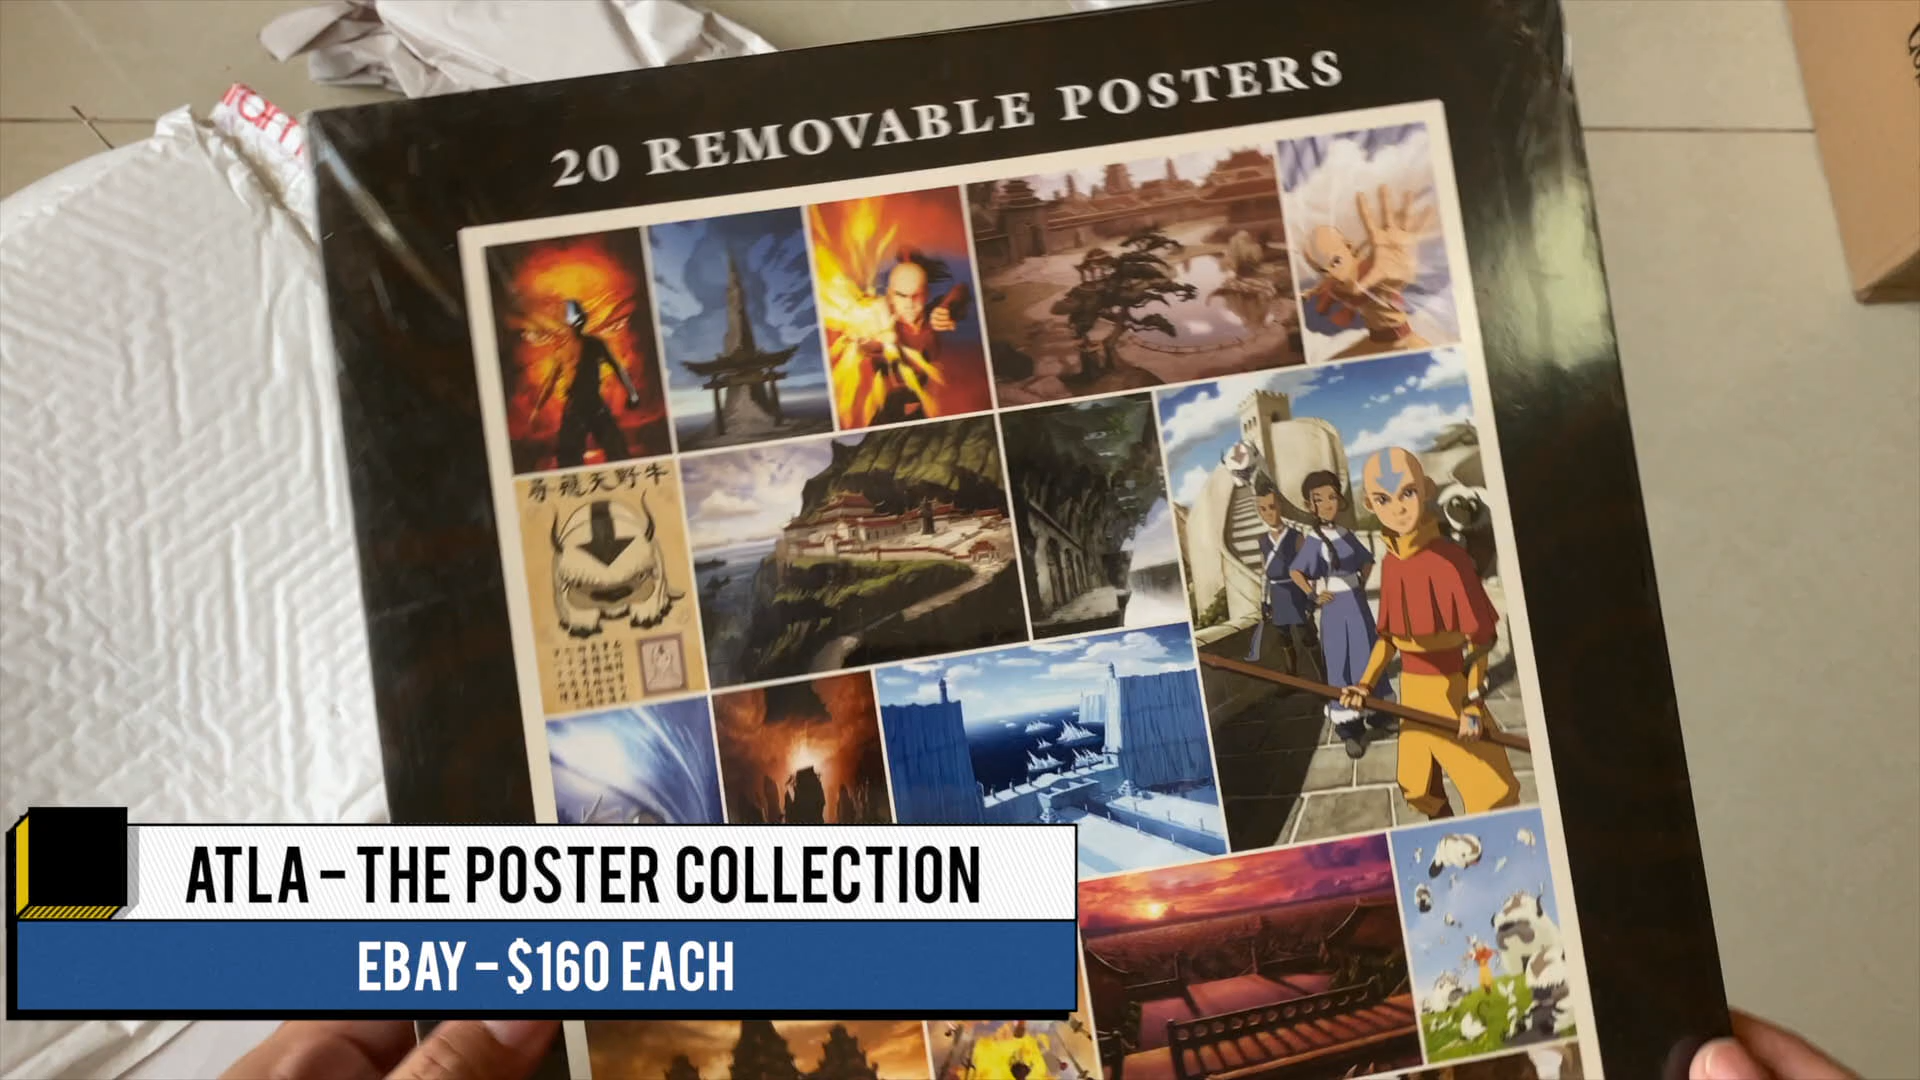 20 REMOVABLE POSTERS
ATLA - THE POSTER COLLECTION
EBAY - $160 EACH